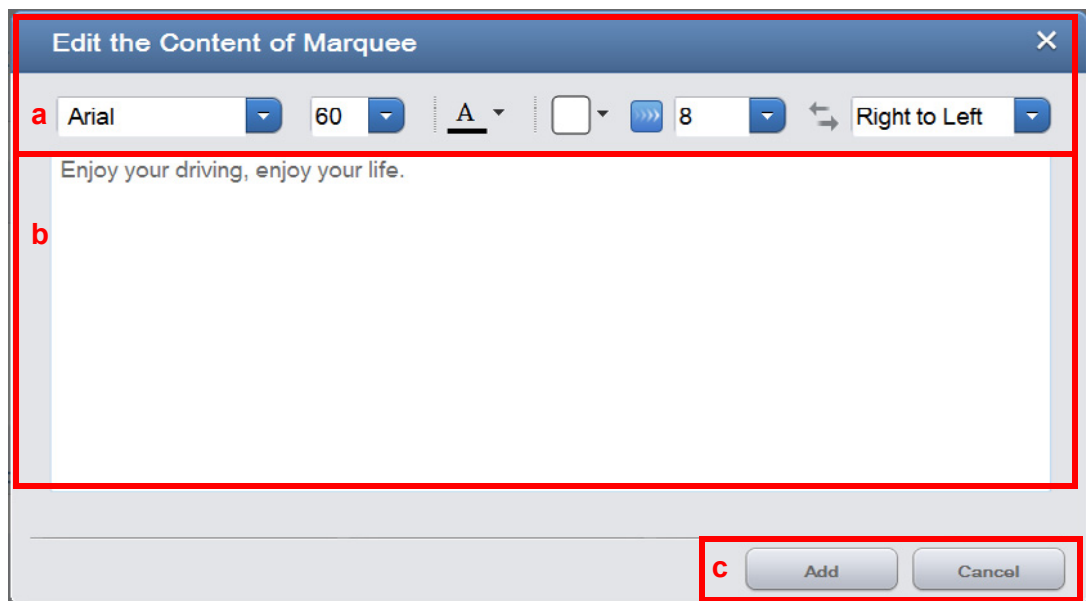 Edit the Content of Marquee ×
a Arial 60 A 8 Right to Left
Enjoy your driving, enjoy your life.
b
c Add Cancel